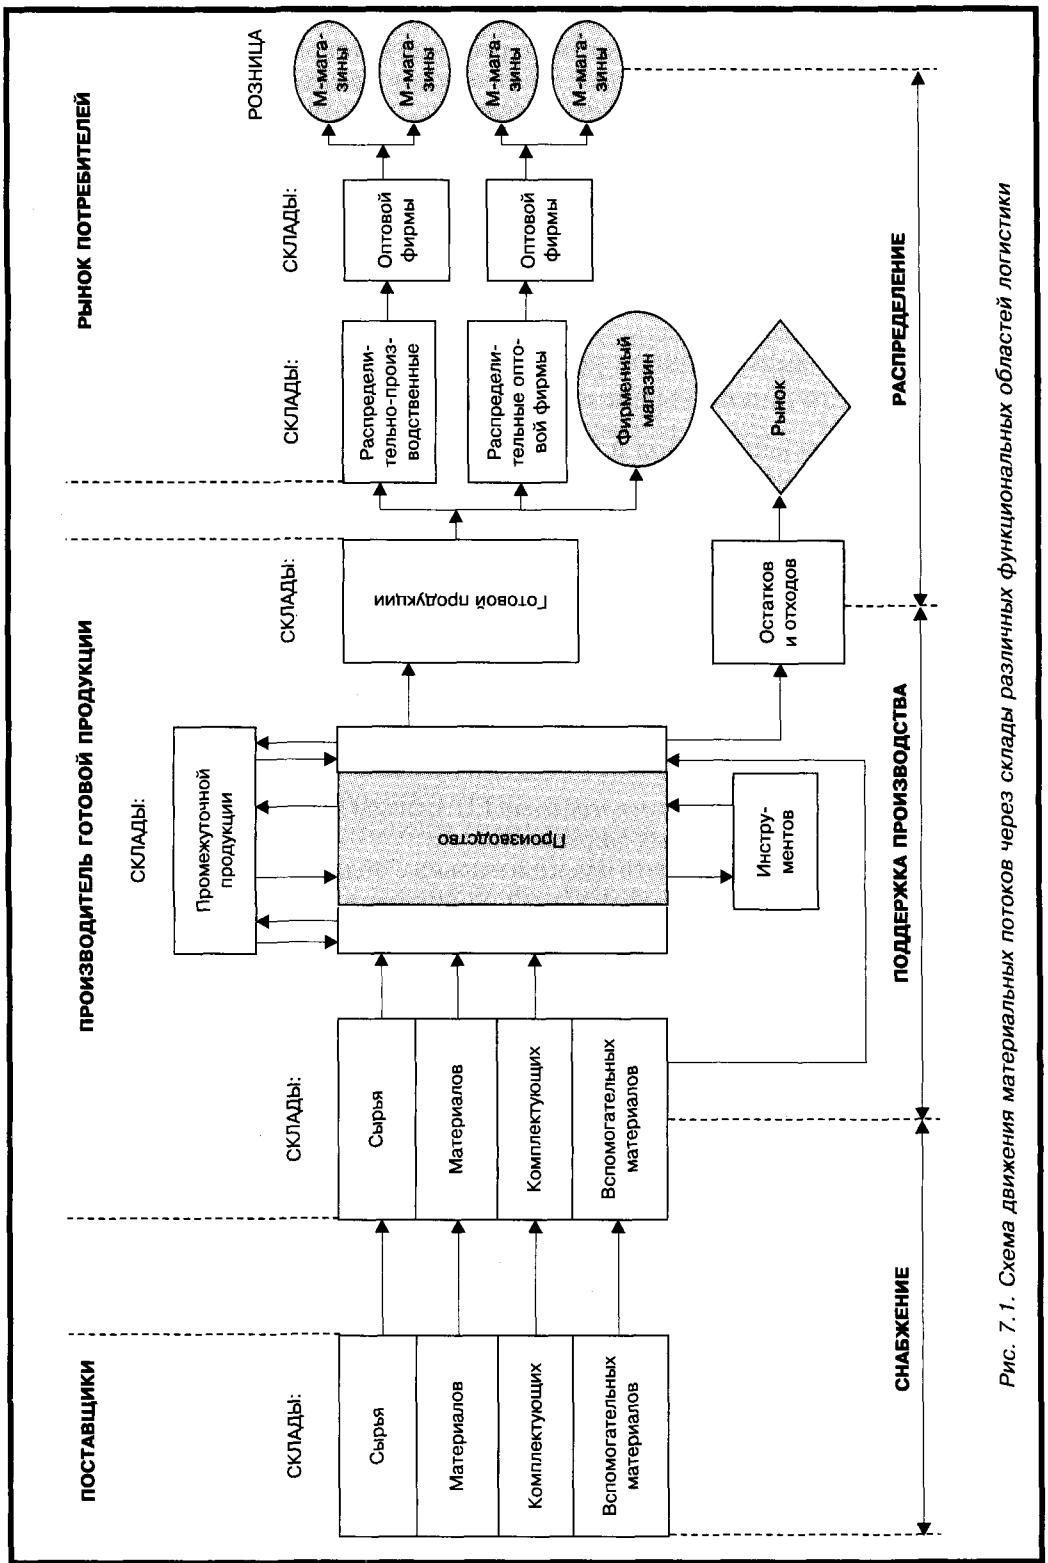 ПОСТАВЩИКИ
ПРОИЗВОДИТЕЛЬ ГОТОВОЙ ПРОДУКЦИИ
РЫНОК ПОТРЕБИТЕЛЕЙ
СКЛАДЫ:
Сырья
Материалов
Комплектующих
Вспомогательных
материалов
СКЛАДЫ:
Сырья
Материалов
Комплектующих
Вспомогательных
материалов
СКЛАДЫ:
Промежуточной
продукции
Производство
Инстру-
ментов
СКЛАДЫ:
Готовой продукции
Остатков
и отходов
СКЛАДЫ:
Распредели-
тельно-произ-
водственные
Распредели-
тельные опто-
вой фирмы
Фирменный
магазин
Рынок
СКЛАДЫ:
Оптовой
фирмы
Оптовой
фирмы
РОЗНИЦА
М-мага-
зины
М-мага-
зины
М-мага-
зины
М-мага-
зины
СНАБЖЕНИЕ
ПОДДЕРЖКА ПРОИЗВОДСТВА
РАСПРЕДЕЛЕНИЕ
Рис. 7.1. Схема движения материальных потоков через склады различных функциональных областей логистики